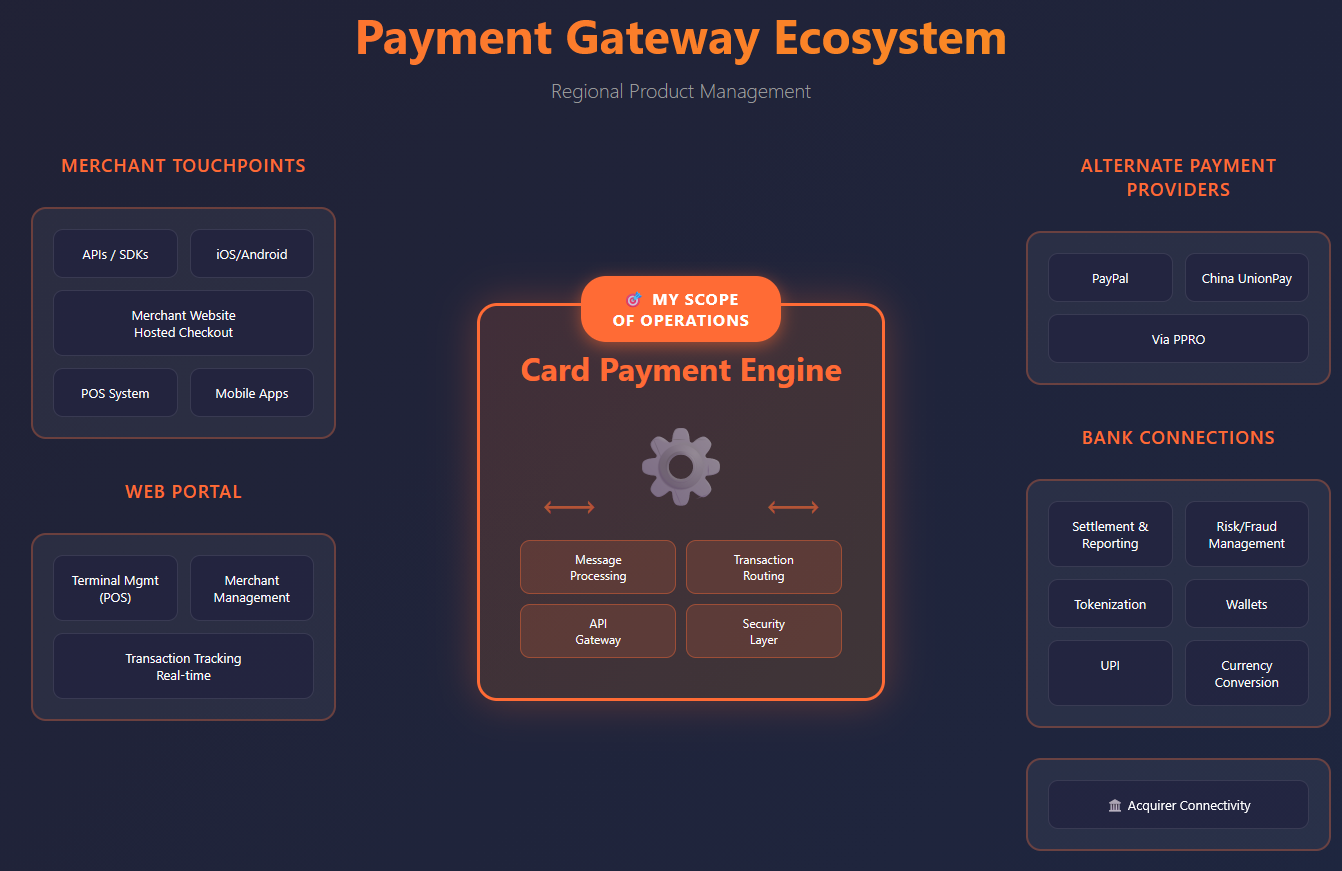 Payment Gateway Ecosystem
Regional Product Management
MERCHANT TOUCHPOINTS
APIs / SDKs
iOS/Android
Merchant Website
Hosted Checkout
POS System
Mobile Apps
WEB PORTAL
Terminal Mgmt
(POS)
Merchant
Management
Transaction Tracking
Real-time
MY SCOPE
OF OPERATIONS
Card Payment Engine
Message
Processing
Transaction
Routing
API
Gateway
Security
Layer
ALTERNATE PAYMENT
PROVIDERS
PayPal
China UnionPay
Via PPRO
BANK CONNECTIONS
Settlement &
Reporting
Risk/Fraud
Management
Tokenization
Wallets
UPI
Currency
Conversion
Acquirer Connectivity